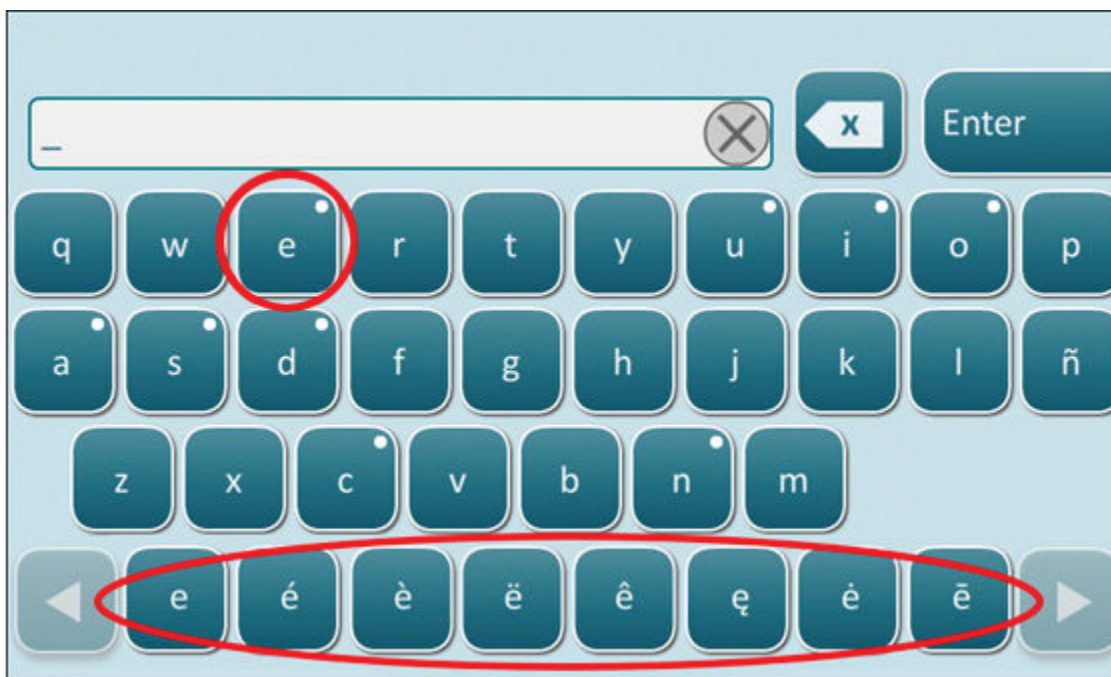 _
x Enter
q w e r t y u i o p
a s d f g h j k l ñ
z x c v b n m
e é è ë ê ę ė ē